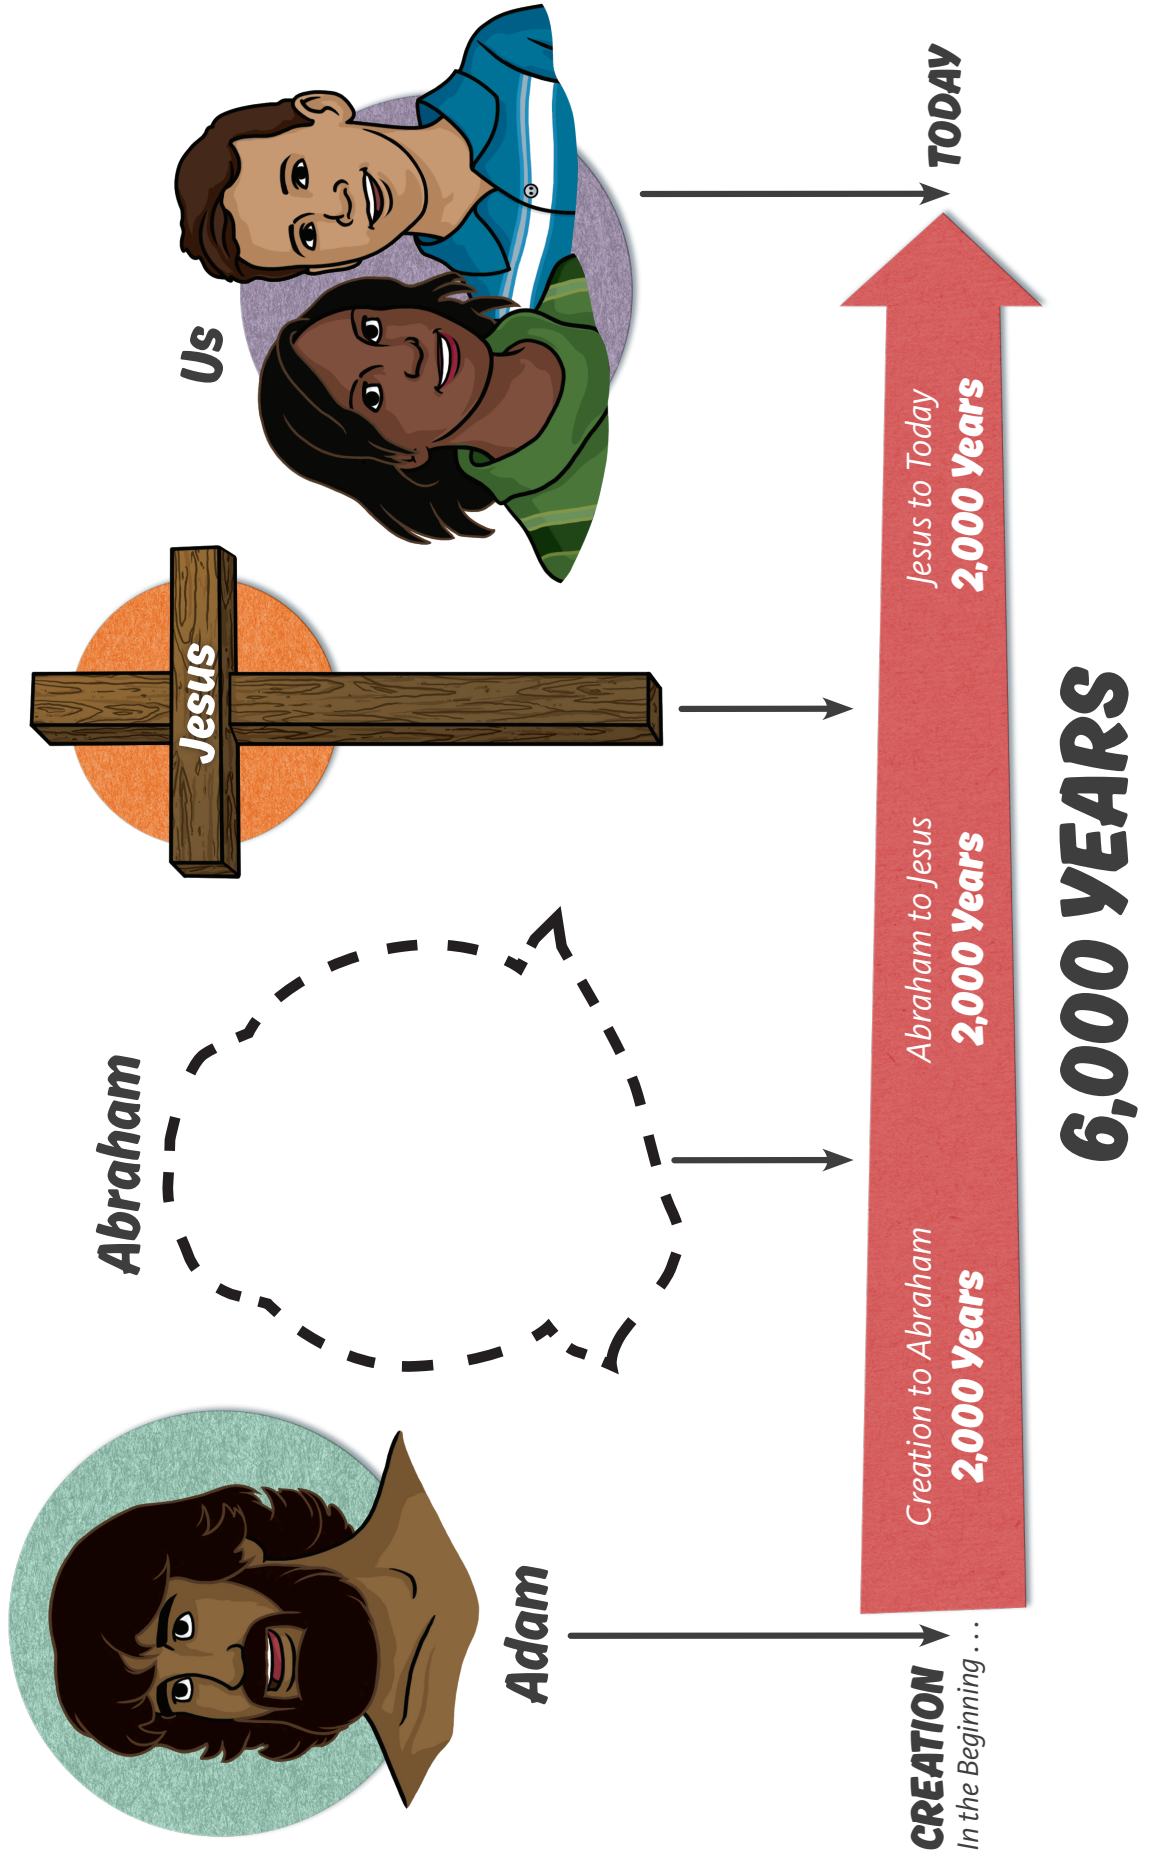 Adam
Abraham
Jesus
Us
CREATION
In the Beginning . . .
Creation to Abraham
2,000 Years
Abraham to Jesus
2,000 Years
Jesus to Today
2,000 Years
TODAY
6,000 YEARS